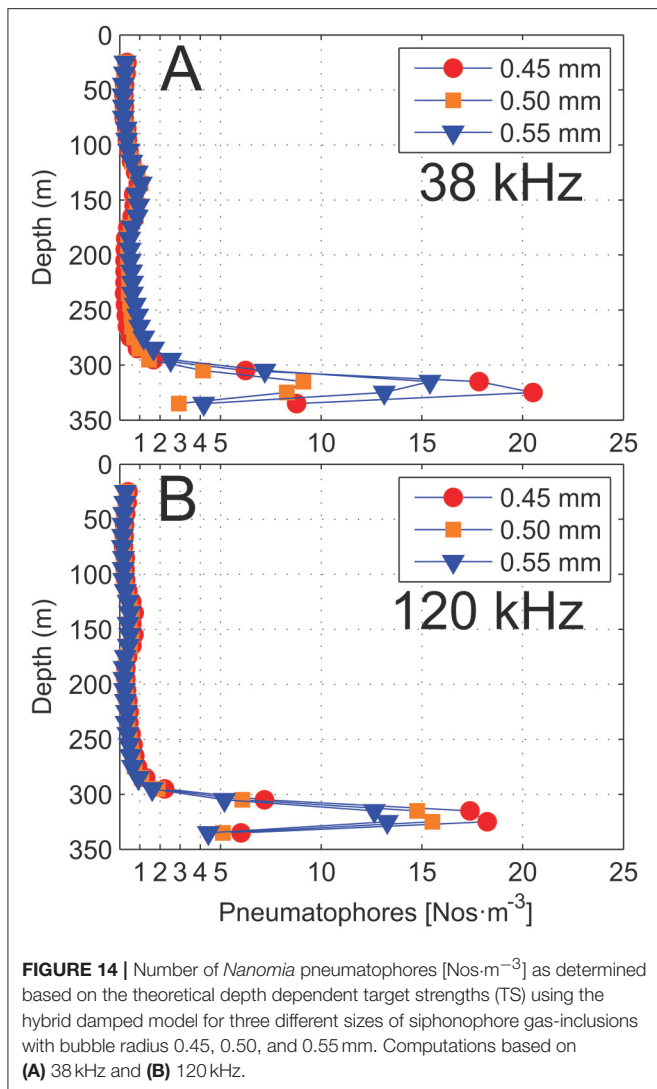 0
50
100
150
200
250
300
350
Depth (m)
A
0.45 mm
0.50 mm
0.55 mm
38 kHz
1 2 3 4 5 10 15 20 25
0
50
100
150
200
250
300
350
Depth (m)
B
0.45 mm
0.50 mm
0.55 mm
120 kHz
1 2 3 4 5 10 15 20 25
Pneumatophores [Nos·m⁻³]
FIGURE 14 | Number of Nanomia pneumatophores [Nos·m⁻³] as determined
based on the theoretical depth dependent target strengths (TS) using the
hybrid damped model for three different sizes of siphonophore gas-inclusions
with bubble radius 0.45, 0.50, and 0.55 mm. Computations based on
(A) 38 kHz and (B) 120 kHz.